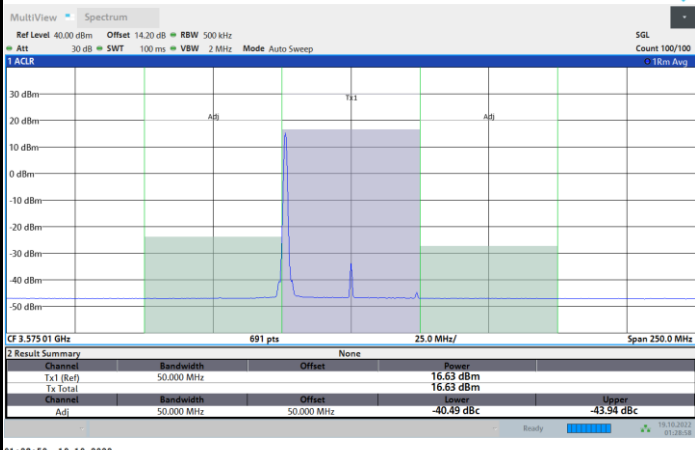 MultiView Spectrum
Ref Level 40.00 dBm Offset 14.20 dB RBW 500 kHz SGL
Att 30 dB SWT 100 ms VBW 2 MHz Mode Auto Sweep Count 100/100
1 ACLR 1Rm Avg
30 dBm
Tx1
20 dBm Adj Adj
10 dBm
0 dBm
-10 dBm
-20 dBm
-30 dBm
-40 dBm
-50 dBm
CF 3.575 01 GHz 691 pts 25.0 MHz/ Span 250.0 MHz
2 Result Summary None
Channel Bandwidth Offset Power
Tx1 (Ref) 50.000 MHz 16.63 dBm
Tx Total 16.63 dBm
Channel Bandwidth Offset Lower Upper
Adj 50.000 MHz 50.000 MHz -40.49 dBc -43.94 dBc
Ready 19.10.2022
01:28:58